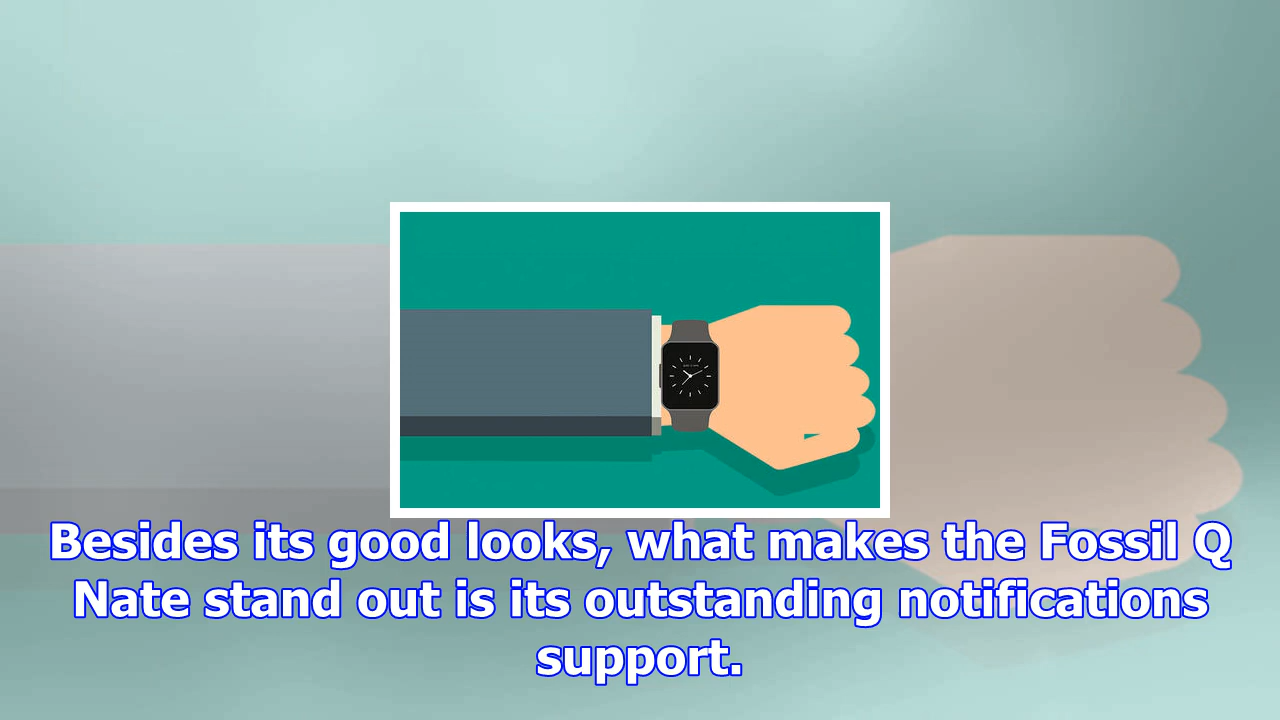 Besides its good looks, what makes the Fossil Q
Nate stand out is its outstanding notifications
support.